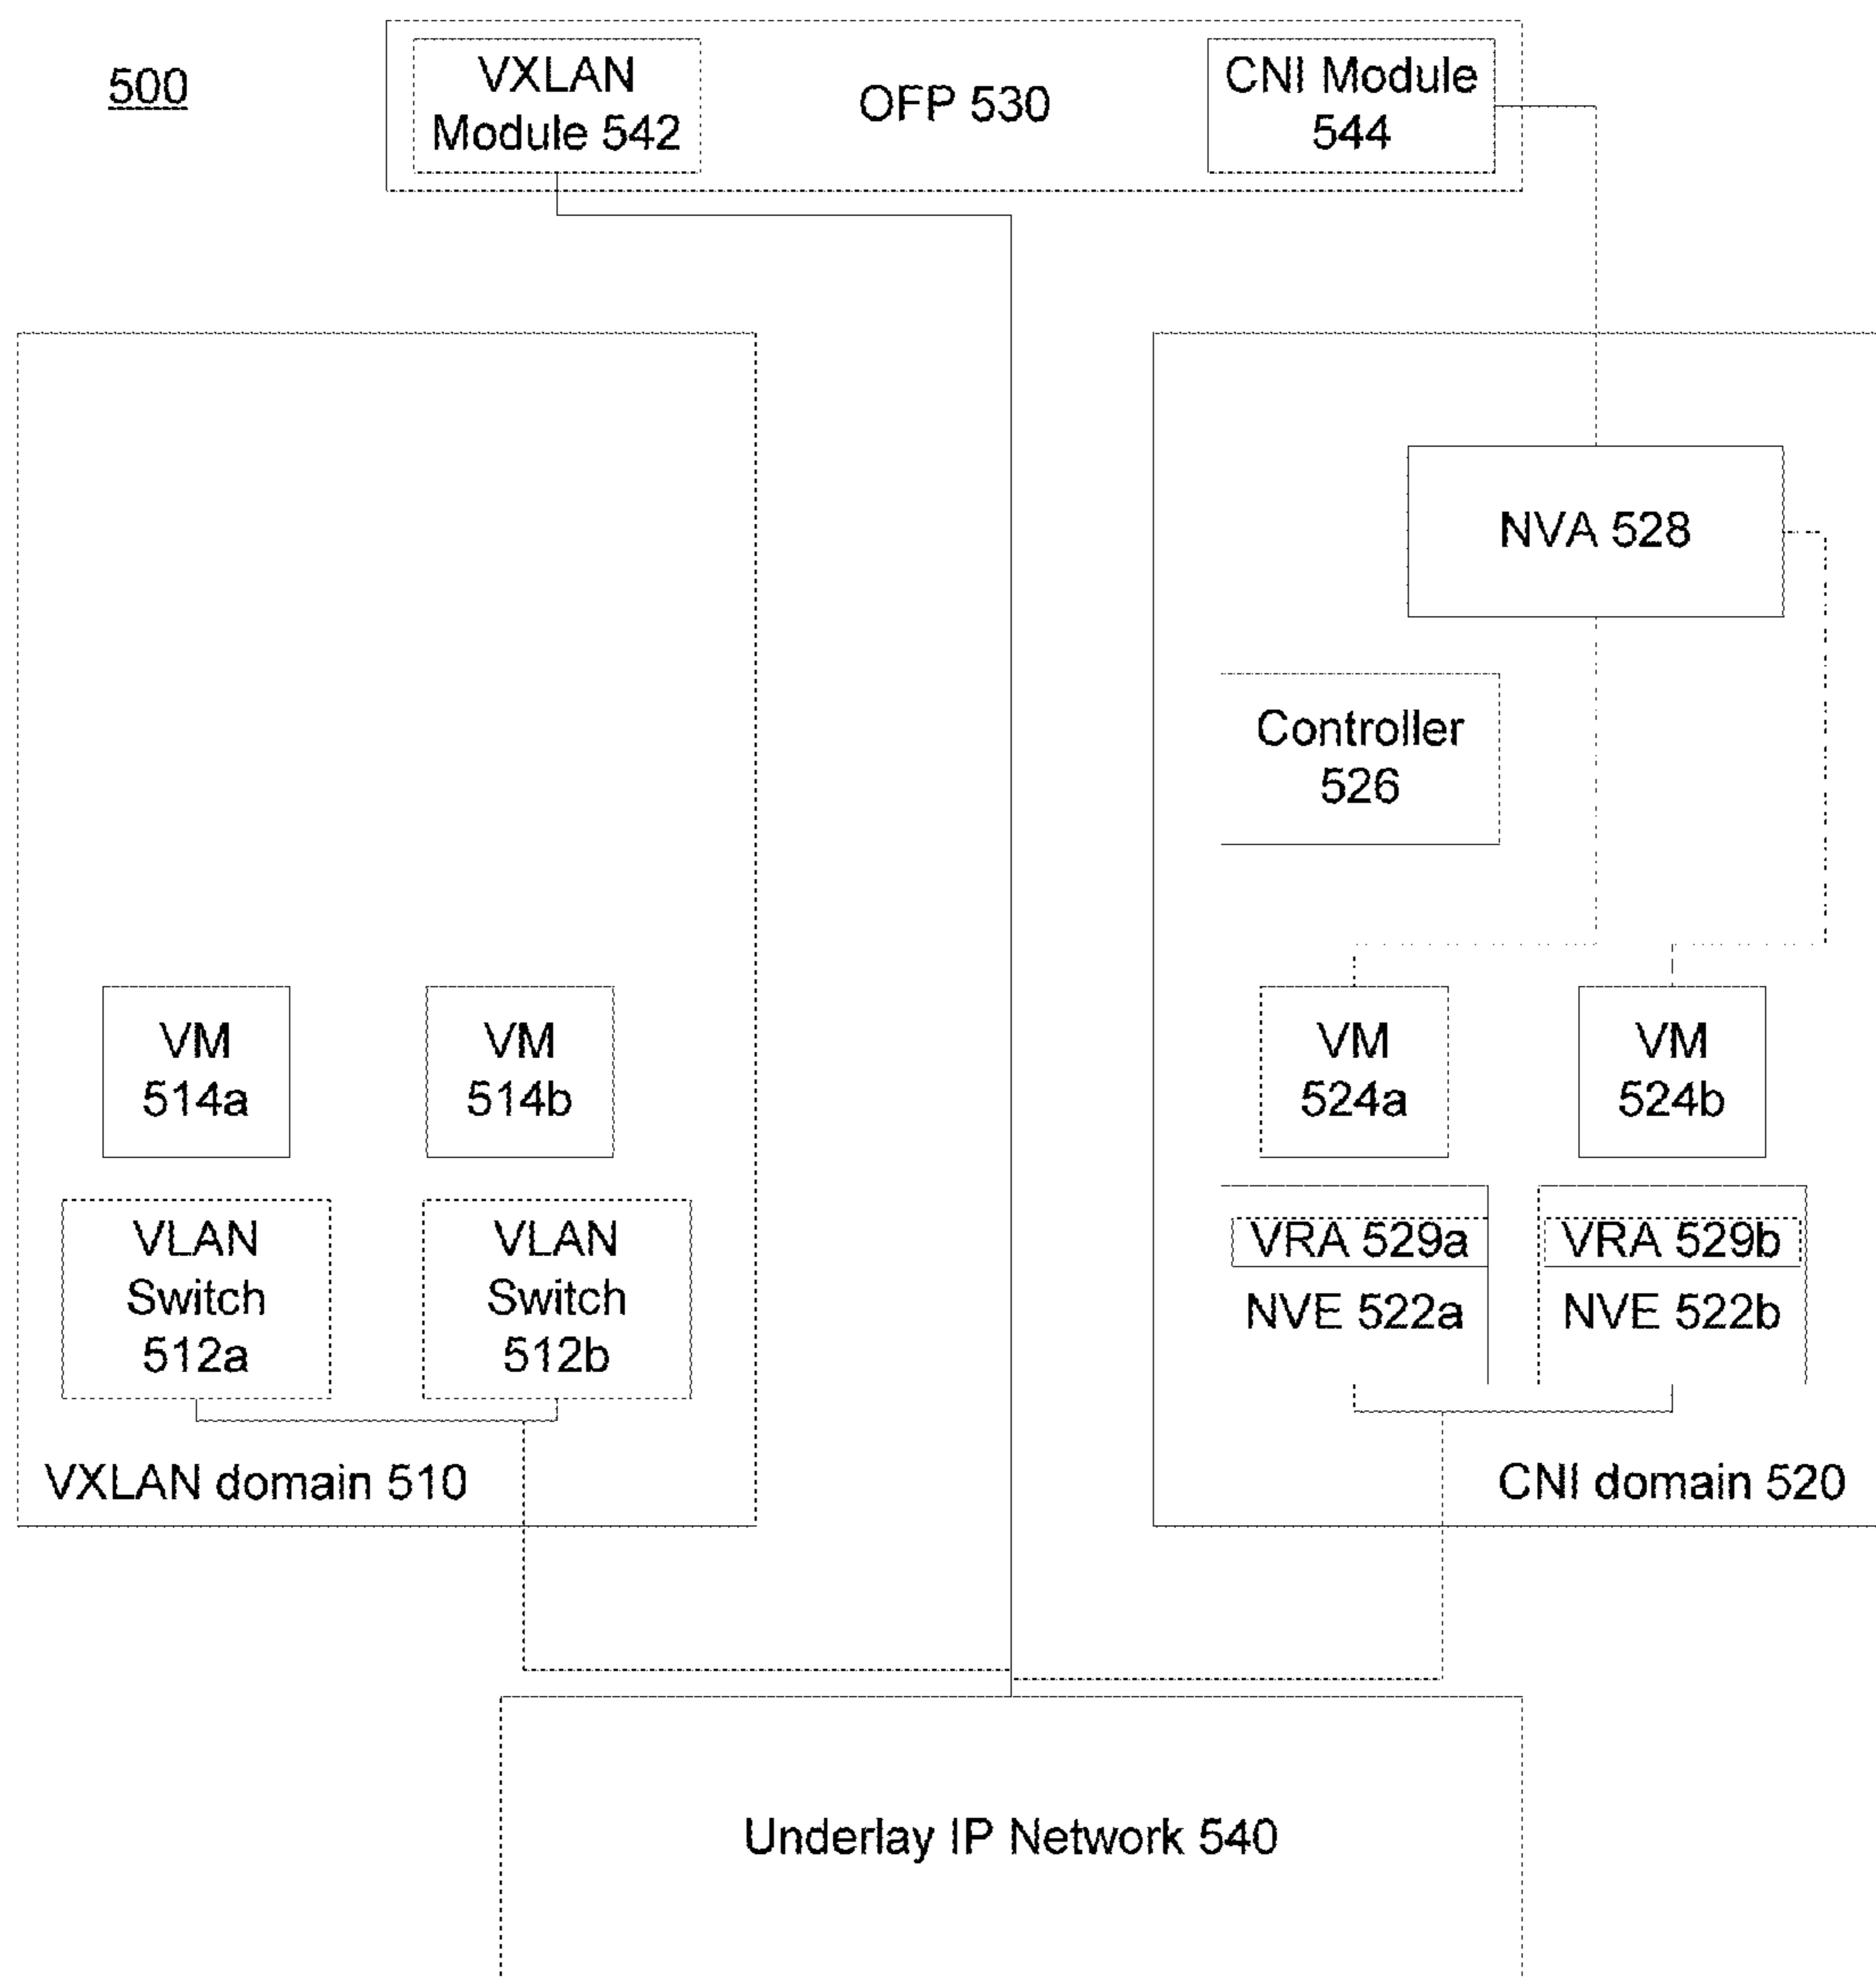 500
VXLAN
Module 542
OFP 530
CNI Module
544
NVA 528
Controller
526
VM
514a
VM
514b
VM
524a
VM
524b
VLAN
Switch
512a
VLAN
Switch
512b
VRA 529a
NVE 522a
VRA 529b
NVE 522b
VXLAN domain 510
CNI domain 520
Underlay IP Network 540